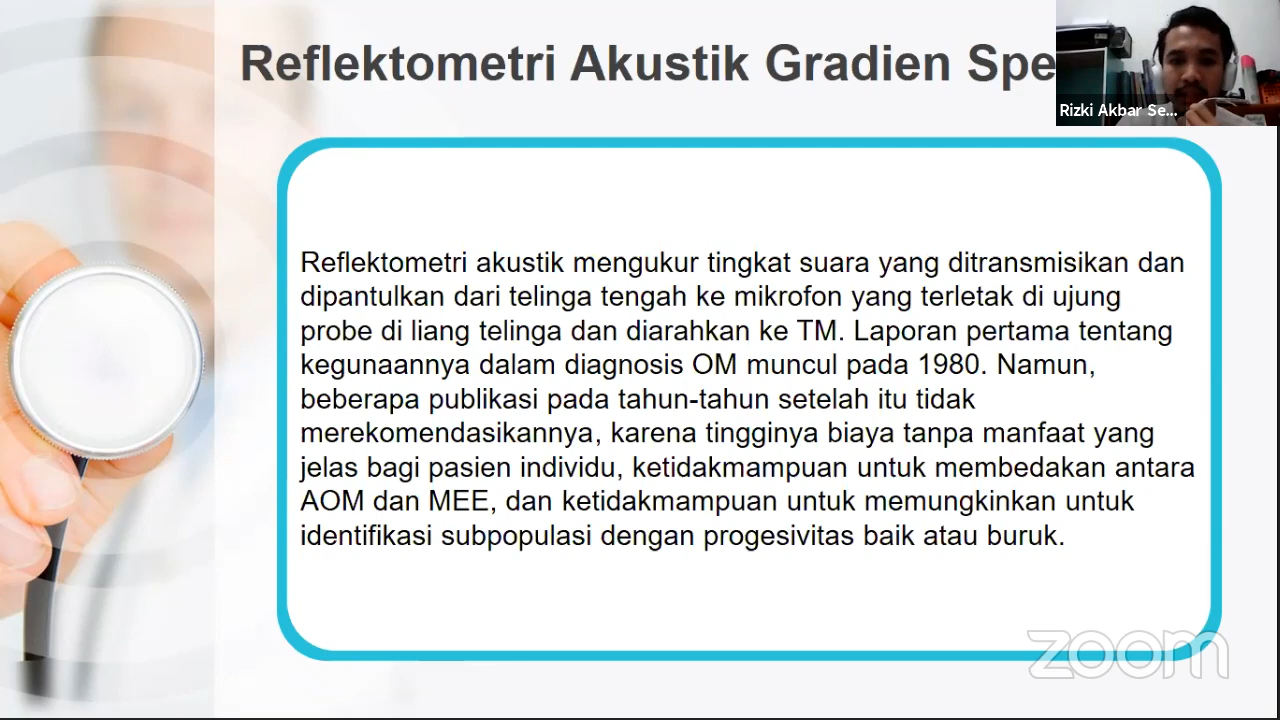 Reflektometri Akustik Gradien Spe
Rizki Akbar Se...
Reflektometri akustik mengukur tingkat suara yang ditransmisikan dan
dipantulkan dari telinga tengah ke mikrofon yang terletak di ujung
probe di liang telinga dan diarahkan ke TM. Laporan pertama tentang
kegunaannya dalam diagnosis OM muncul pada 1980. Namun,
beberapa publikasi pada tahun-tahun setelah itu tidak
merekomendasikannya, karena tingginya biaya tanpa manfaat yang
jelas bagi pasien individu, ketidakmampuan untuk membedakan antara
AOM dan MEE, dan ketidakmampuan untuk memungkinkan untuk
identifikasi subpopulasi dengan progesivitas baik atau buruk.
zoom